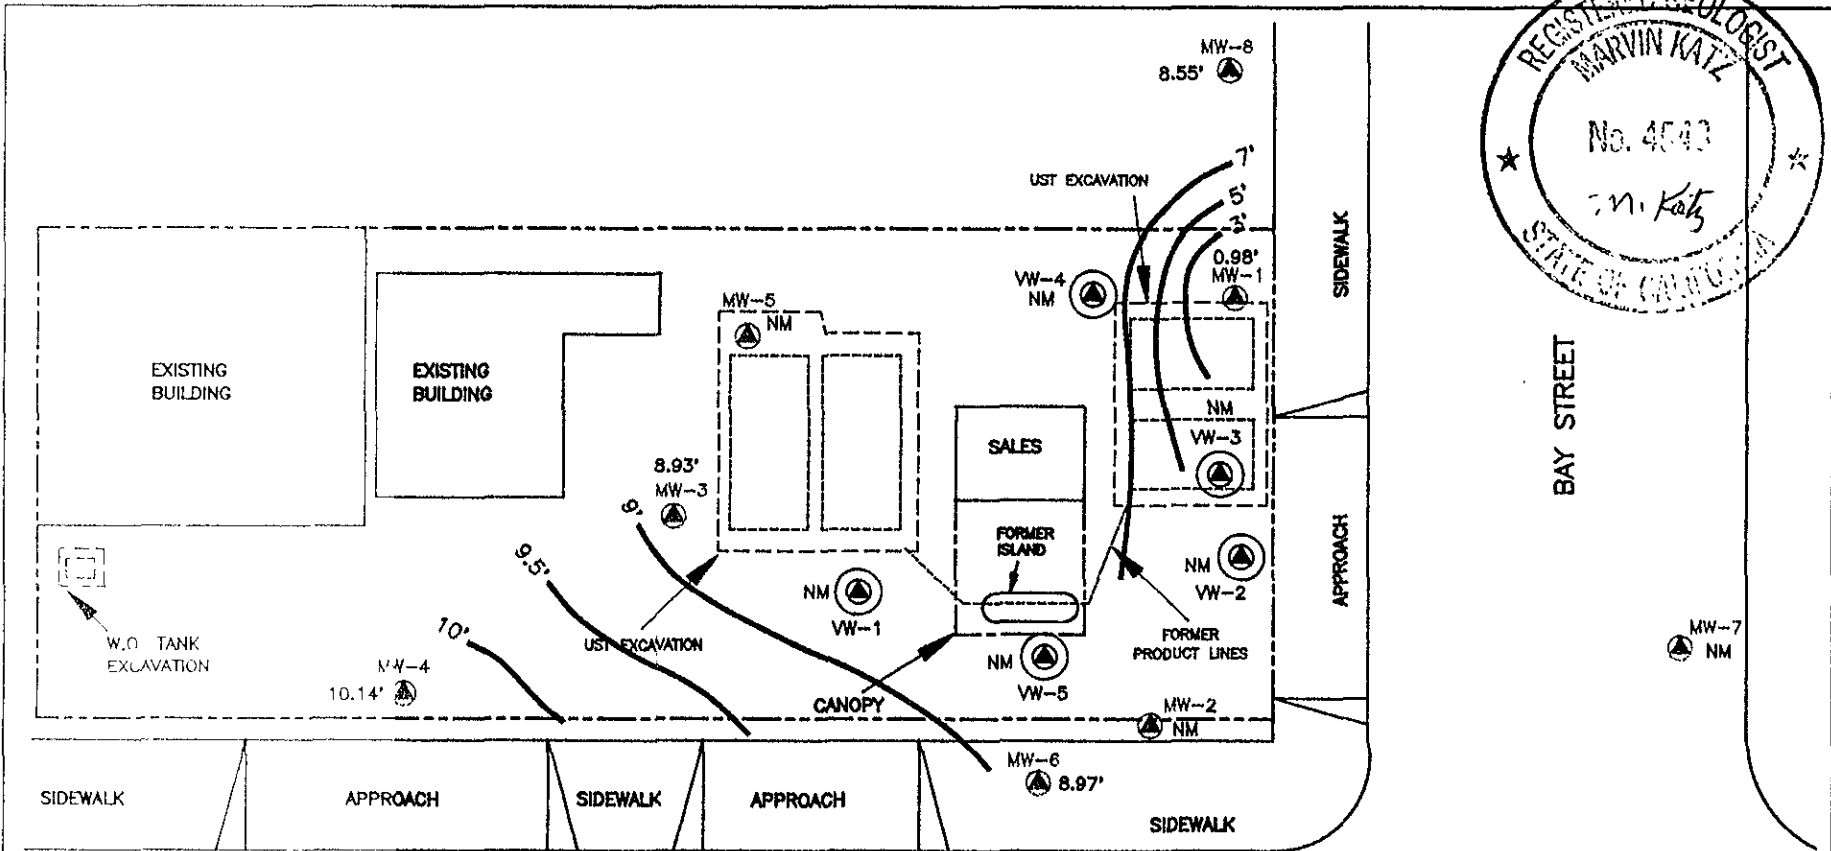 MW-8
8.55'
REGISTERED GEOLOGIST
MARVIN KATZ
M. Katz
STATE OF CALIFORNIA
7'
5'
3'
UST EXCAVATION
0.98'
MW-1
VW-4
NM
SIDEWALK
MW-5
NM
EXISTING
BUILDING
EXISTING
BUILDING
BAY STREET
NM
VW-3
SALES
8.93'
MW-3
9'
FORMER
ISLAND
9.5'
NM
VW-2
APPROACH
NM
VW-1
10'
W.O. TANK
EXCAVATION
UST EXCAVATION
FORMER
PRODUCT LINES
MW-7
NM
MW-4
10.14'
NM
VW-5
CANOPY
MW-2
NM
MW-6
8.97'
SIDEWALK
APPROACH
SIDEWALK
APPROACH
SIDEWALK